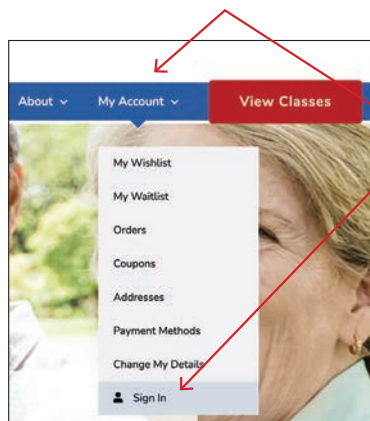 About My Account View Classes
My Wishlist
My Waitlist
Orders
Coupons
Addresses
Payment Methods
Change My Details
Sign In